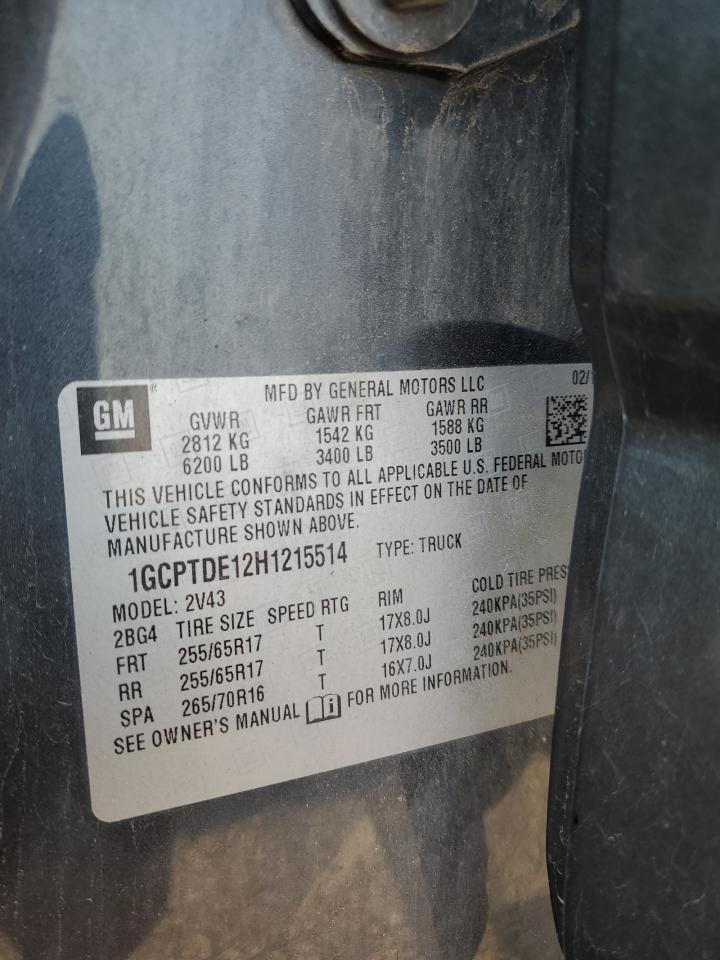 GM ®
MFD BY GENERAL MOTORS LLC 02/1
GVWR GAWR FRT GAWR RR
2812 KG 1542 KG 1588 KG
6200 LB 3400 LB 3500 LB
THIS VEHICLE CONFORMS TO ALL APPLICABLE U.S. FEDERAL MOTO
VEHICLE SAFETY STANDARDS IN EFFECT ON THE DATE OF
MANUFACTURE SHOWN ABOVE.
1GCPTDE12H1215514 TYPE: TRUCK
MODEL: 2V43
2BG4 TIRE SIZE SPEED RTG RIM COLD TIRE PRES
FRT 255/65R17 T 17X8.0J 240KPA(35PSI)
RR 255/65R17 T 17X8.0J 240KPA(35PSI)
SPA 265/70R16 T 16X7.0J 240KPA(35PSI)
SEE OWNER'S MANUAL FOR MORE INFORMATION.